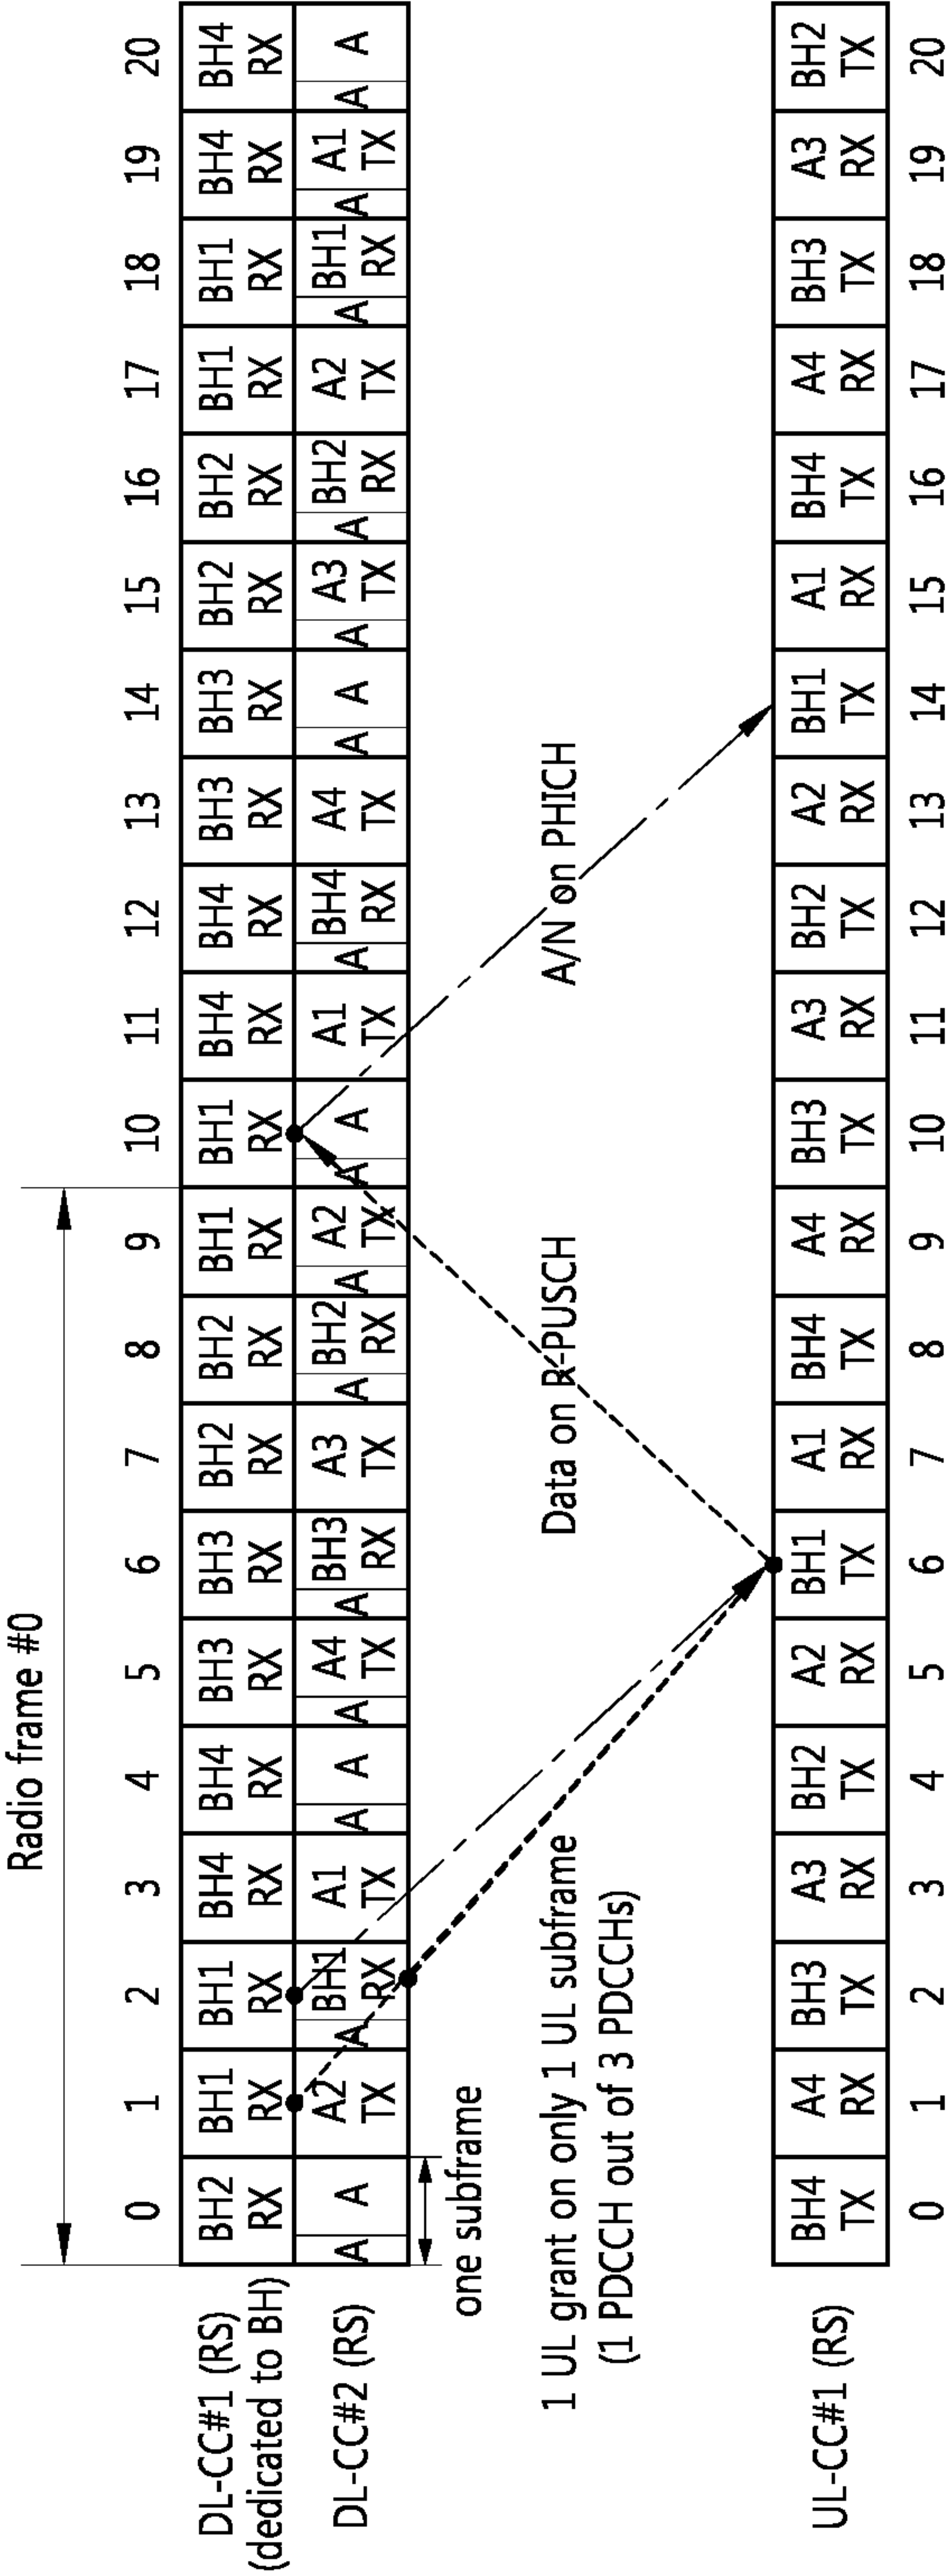 Radio frame #0
0 1 2 3 4 5 6 7 8 9 10 11 12 13 14 15 16 17 18 19 20
DL-CC#1 (RS)
(dedicated to BH)
BH2 BH1 BH1 BH4 BH4 BH3 BH3 BH2 BH2 BH1 BH1 BH4 BH4 BH3 BH3 BH2 BH2 BH1 BH1 BH4 BH4
RX RX RX RX RX RX RX RX RX RX RX RX RX RX RX RX RX RX RX RX RX
DL-CC#2 (RS)
A A A2 A BH1 A1 A A A A4 A BH3 A3 A BH2 A A2 A A A1 A BH4 A4 A A A A3 A BH2 A2 A BH1 A A1 A A
TX RX TX TX RX TX RX TX TX RX TX TX RX TX RX TX
one subframe
1 UL grant on only 1 UL subframe
(1 PDCCH out of 3 PDCCHs)
Data on R-PUSCH
A/N on PHICH
UL-CC#1 (RS)
BH4 A4 BH3 A3 BH2 A2 BH1 A1 BH4 A4 BH3 A3 BH2 A2 BH1 A1 BH4 A4 BH3 A3 BH2
TX RX TX RX TX RX TX RX TX RX TX RX TX RX TX RX TX RX TX RX TX
0 1 2 3 4 5 6 7 8 9 10 11 12 13 14 15 16 17 18 19 20